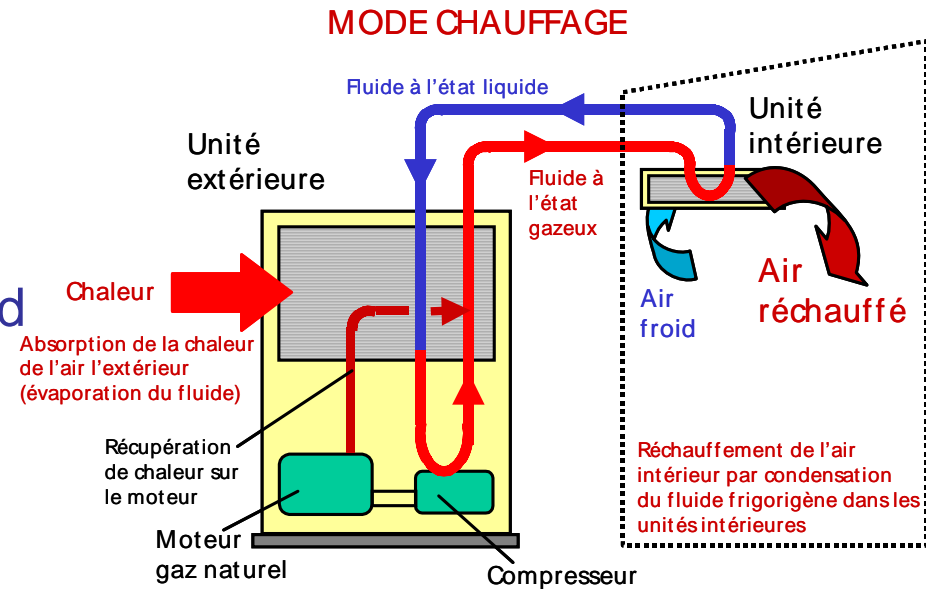 MODE CHAUFFAGE
Fluide à l'état liquide
Unité
extérieure
Unité
intérieure
Fluide à
l'état
gazeux
d
Chaleur
Absorption de la chaleur
de l'air l'extérieur
(évaporation du fluide)
Air
froid
Air
réchauffé
Récupération
de chaleur sur
le moteur
Réchauffement de l'air
intérieur par condensation
du fluide frigorigène dans les
unités intérieures
Moteur
gaz naturel
Compresseur